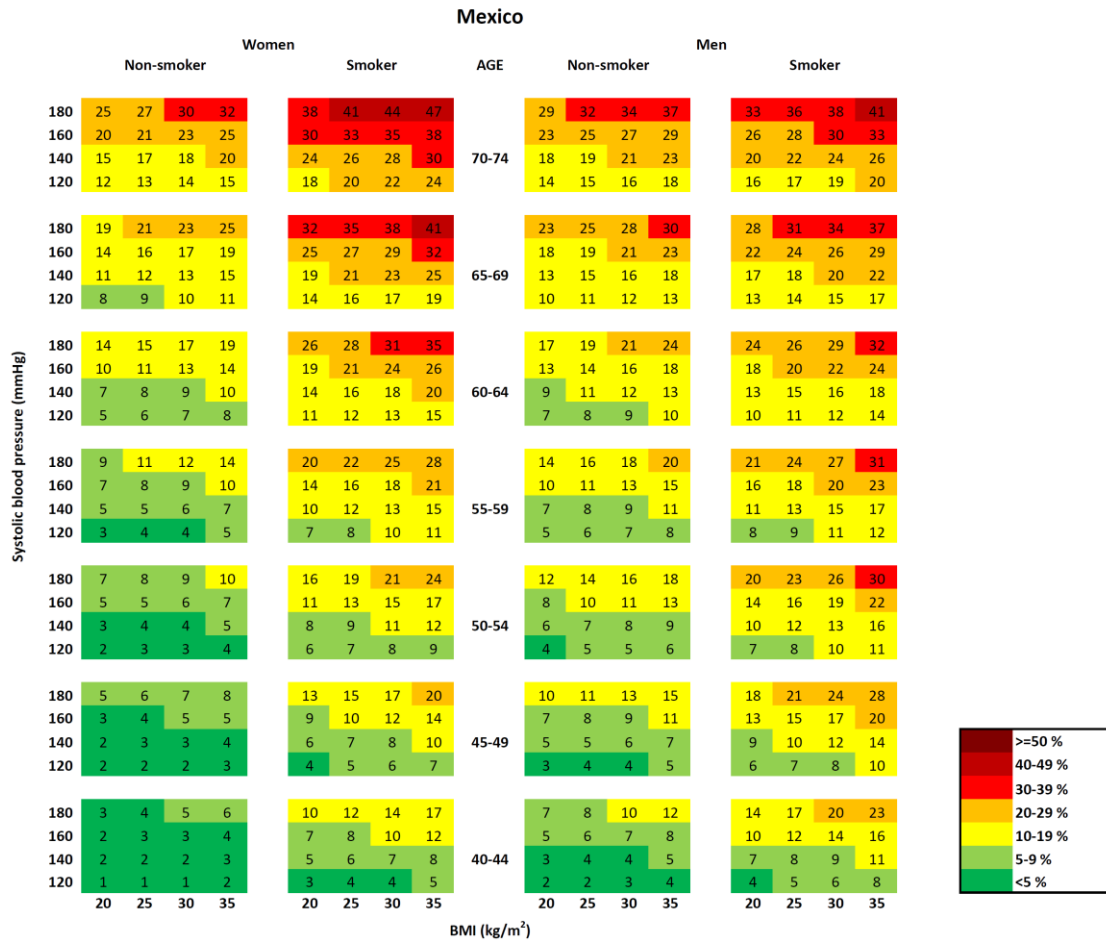 Mexico
Women Men
Non-smoker Smoker AGE Non-smoker Smoker
180 25 27 30 32 38 41 44 47 29 32 34 37 33 36 38 41
160 20 21 23 25 30 33 35 38 23 25 27 29 26 28 30 33
70-74
140 15 17 18 20 24 26 28 30 18 19 21 23 20 22 24 26
120 12 13 14 15 18 20 22 24 14 15 16 18 16 17 19 20
180 19 21 23 25 32 35 38 41 23 25 28 30 28 31 34 37
160 14 16 17 19 25 27 29 32 18 19 21 23 22 24 26 29
65-69
140 11 12 13 15 19 21 23 25 13 15 16 18 17 18 20 22
120 8 9 10 11 14 16 17 19 10 11 12 13 13 14 15 17
180 14 15 17 19 26 28 31 35 17 19 21 24 24 26 29 32
160 10 11 13 14 19 21 24 26 13 14 16 18 18 20 22 24
60-64
140 7 8 9 10 14 16 18 20 9 11 12 13 13 15 16 18
120 5 6 7 8 11 12 13 15 7 8 9 10 10 11 12 14
Systolic blood pressure (mmHg)
180 9 11 12 14 20 22 25 28 14 16 18 20 21 24 27 31
160 7 8 9 10 14 16 18 21 10 11 13 15 16 18 20 23
55-59
140 5 5 6 7 10 12 13 15 7 8 9 11 11 13 15 17
120 3 4 4 5 7 8 10 11 5 6 7 8 8 9 11 12
180 7 8 9 10 16 19 21 24 12 14 16 18 20 23 26 30
160 5 5 6 7 11 13 15 17 8 10 11 13 14 16 19 22
50-54
140 3 4 4 5 8 9 11 12 6 7 8 9 10 12 13 16
120 2 3 3 4 6 7 8 9 4 5 5 6 7 8 10 11
180 5 6 7 8 13 15 17 20 10 11 13 15 18 21 24 28
160 3 4 5 5 9 10 12 14 7 8 9 11 13 15 17 20
45-49
140 2 3 3 4 6 7 8 10 5 5 6 7 9 10 12 14
120 2 2 2 3 4 5 6 7 3 4 4 5 6 7 8 10
180 3 4 5 6 10 12 14 17 7 8 10 12 14 17 20 23
160 2 3 3 4 7 8 10 12 5 6 7 8 10 12 14 16
40-44
140 2 2 2 3 5 6 7 8 3 4 4 5 7 8 9 11
120 1 1 1 2 3 4 4 5 2 2 3 4 4 5 6 8
20 25 30 35 20 25 30 35 20 25 30 35 20 25 30 35
BMI (kg/m²)
>=50 %
40-49 %
30-39 %
20-29 %
10-19 %
5-9 %
<5 %